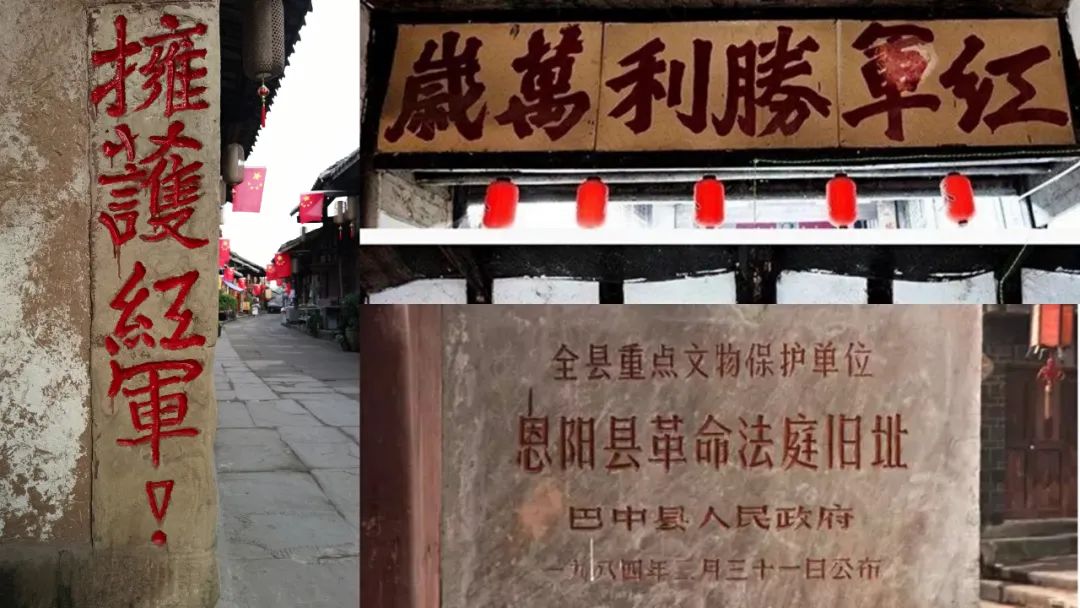 擁護紅軍！
红軍勝利萬歲
全县重点文物保护单位
恩阳县革命法庭旧址
巴中县人民政府
一九八四年三月三十一日公布